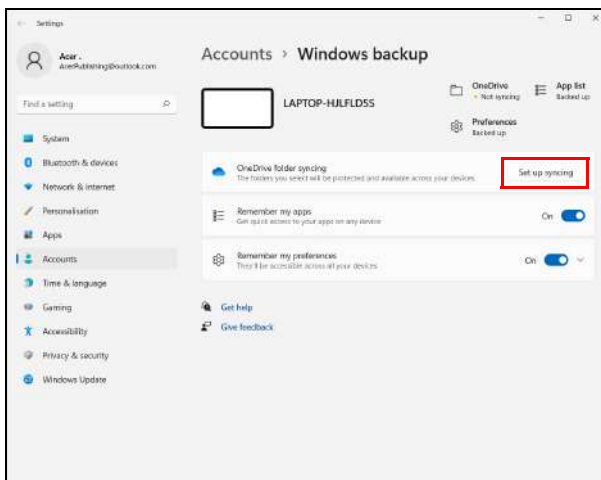 Settings
Acer .
AcerPublishing@outlook.com
Find a setting
System
Bluetooth & devices
Network & internet
Personalisation
Apps
Accounts
Time & language
Gaming
Accessibility
Privacy & security
Windows Update
Accounts > Windows backup
LAPTOP-HJLFLD5S
OneDrive
• Not syncing
App list
Backed up
Preferences
Backed up
OneDrive folder syncing
The folders you select will be protected and available across your devices
Set up syncing
Remember my apps
Get quick access to your apps on any device
On
Remember my preferences
They'll be accessible across all your devices
On
Get help
Give feedback